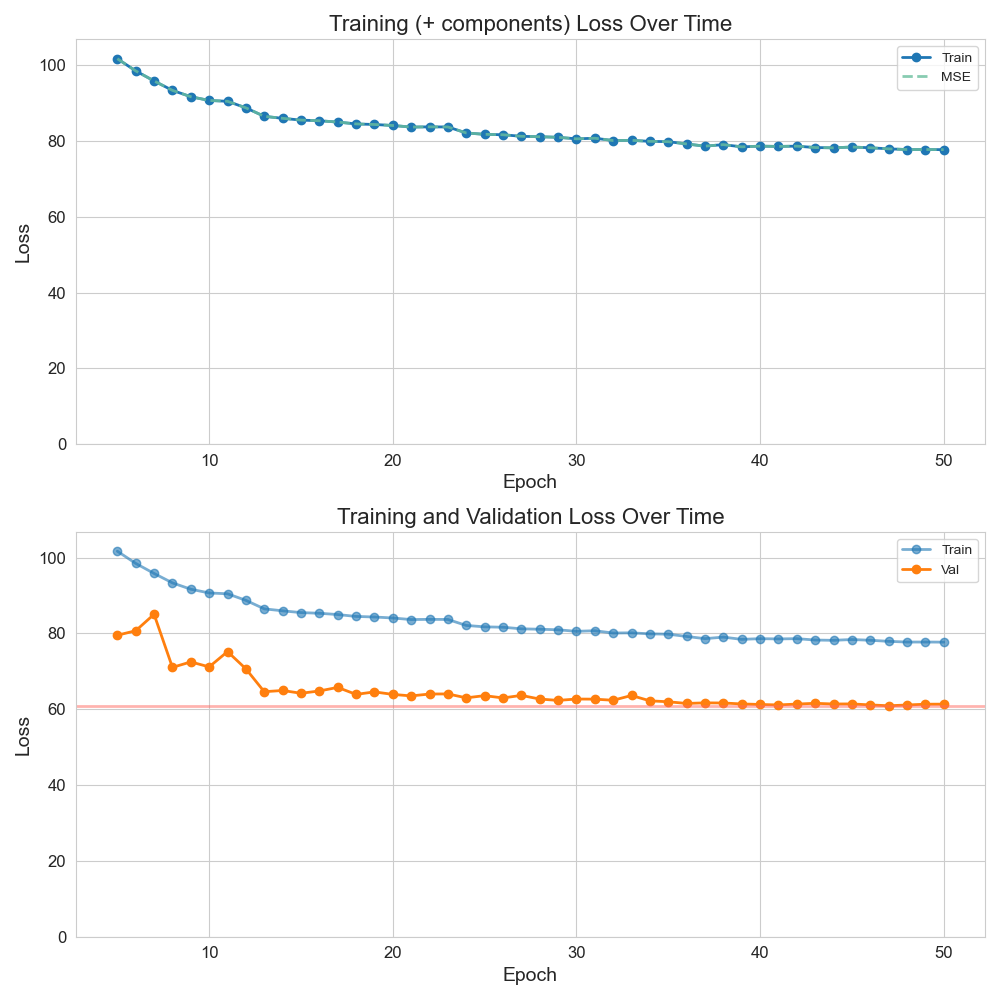 Training (+ components) Loss Over Time
100
80
60
40
20
0
Loss
Train
MSE
10 20 30 40 50
Epoch
Training and Validation Loss Over Time
100
80
60
40
20
0
Loss
Train
Val
10 20 30 40 50
Epoch